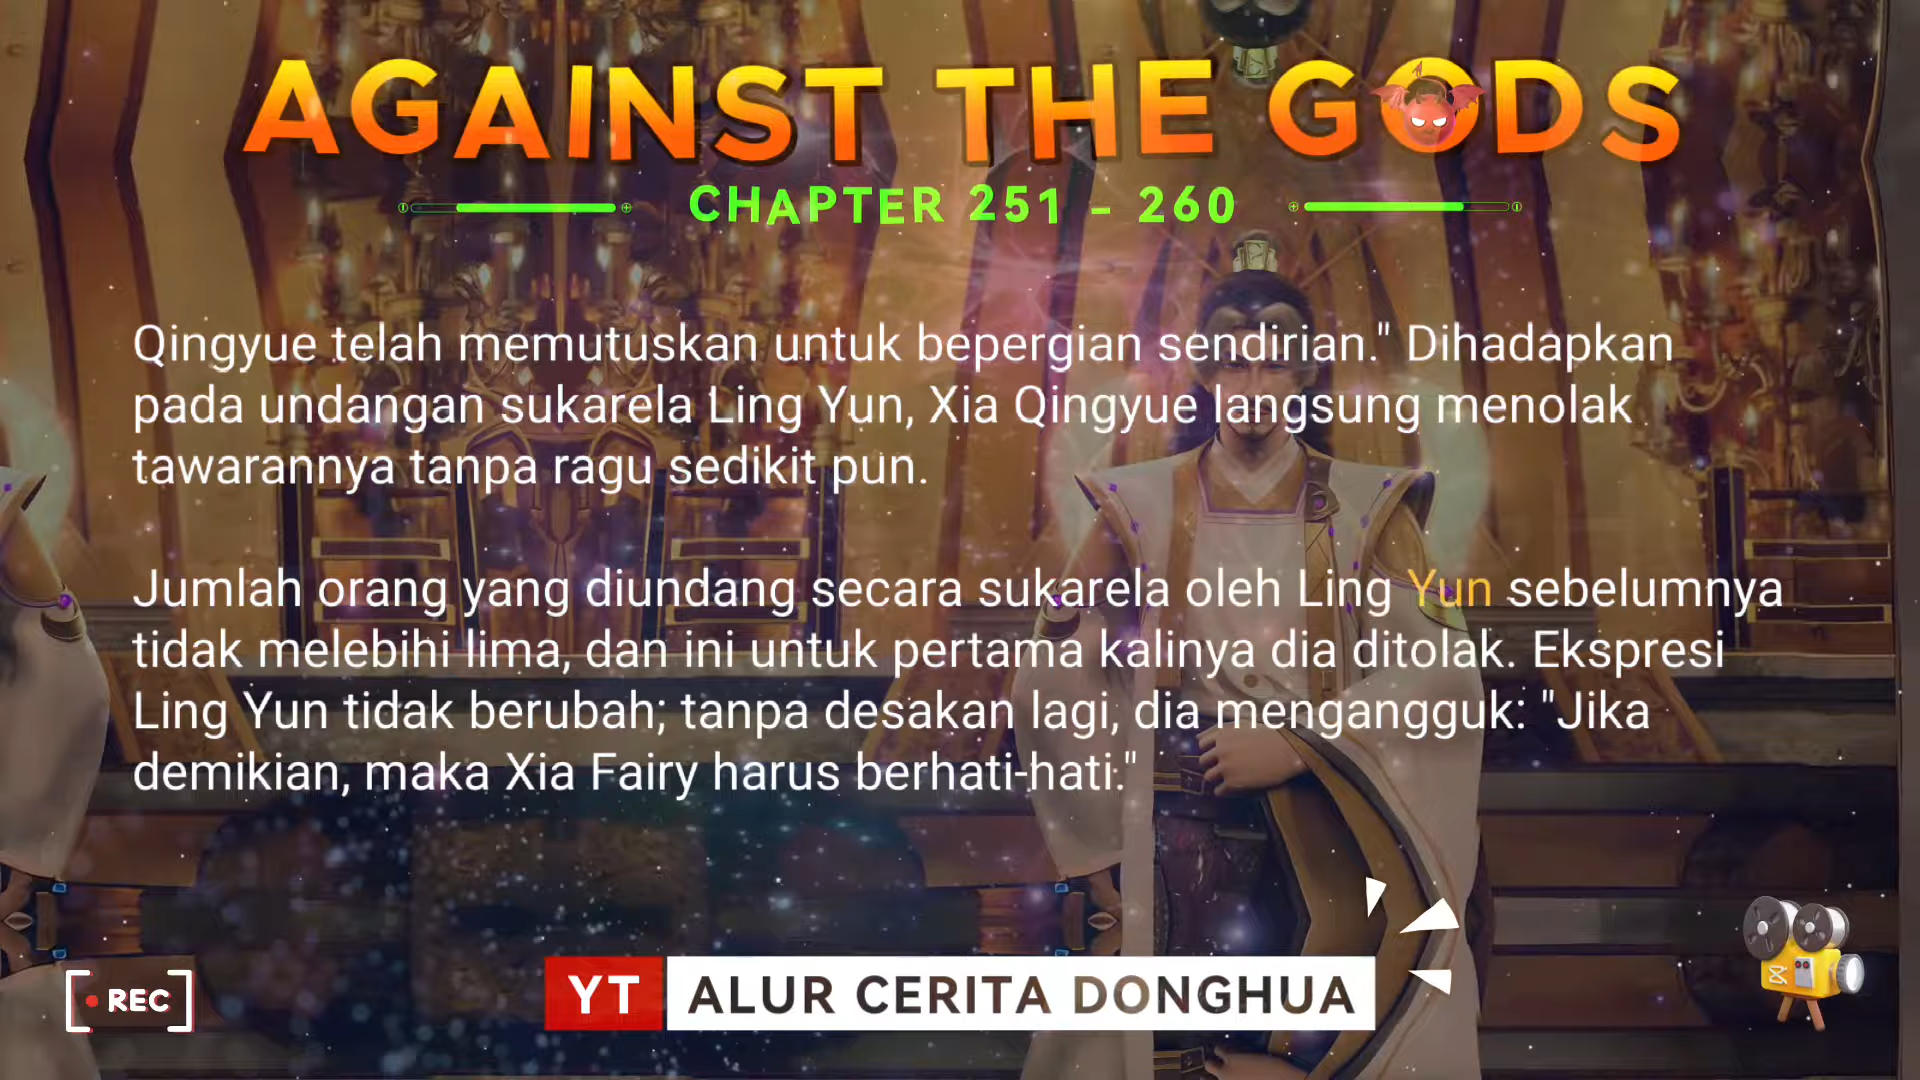 AGAINST THE GODS
CHAPTER 251 - 260
Qingyue telah memutuskan untuk bepergian sendirian." Dihadapkan
pada undangan sukarela Ling Yun, Xia Qingyue langsung menolak
tawarannya tanpa ragu sedikit pun.
Jumlah orang yang diundang secara sukarela oleh Ling Yun sebelumnya
tidak melebihi lima, dan ini untuk pertama kalinya dia ditolak. Ekspresi
Ling Yun tidak berubah; tanpa desakan lagi, dia mengangguk: "Jika
demikian, maka Xia Fairy harus berhati-hati."
REC
YT ALUR CERITA DONGHUA